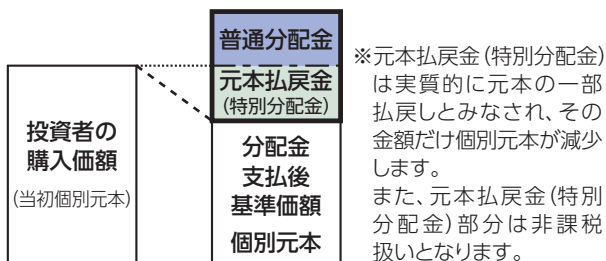 普通分配金
元本払戻金
(特別分配金)
投資者の
購入価額
(当初個別元本)
分配金
支払後
基準価額
個別元本
※元本払戻金(特別分配金)
は実質的に元本の一部
払戻しとみなされ、その
金額だけ個別元本が減少
します。
また、元本払戻金(特別
分配金)部分は非課税
扱いとなります。